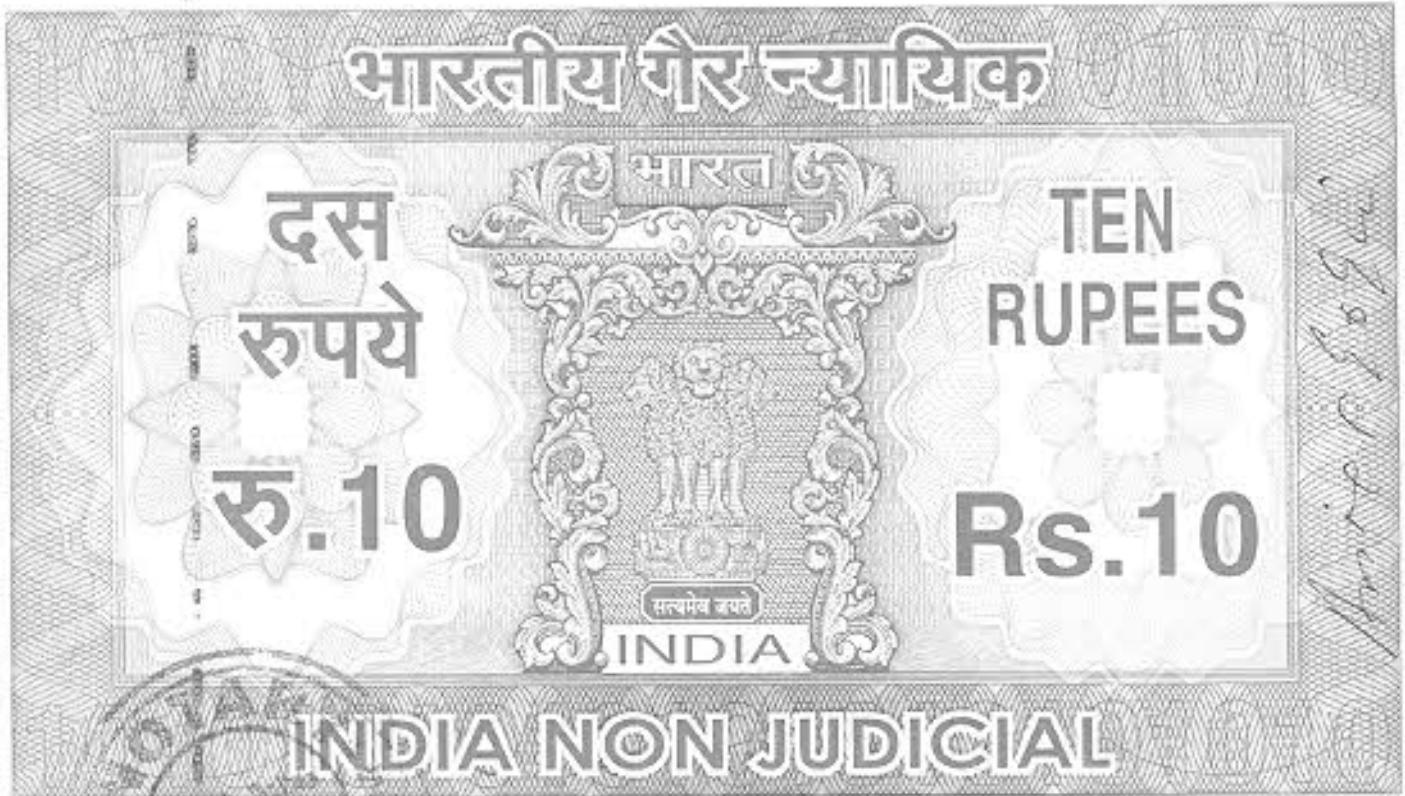 भारतीय गैर न्यायिक
भारत
दस
रुपये
रु.10
TEN
RUPEES
Rs.10
सत्यमेव जयते
INDIA
INDIA NON JUDICIAL